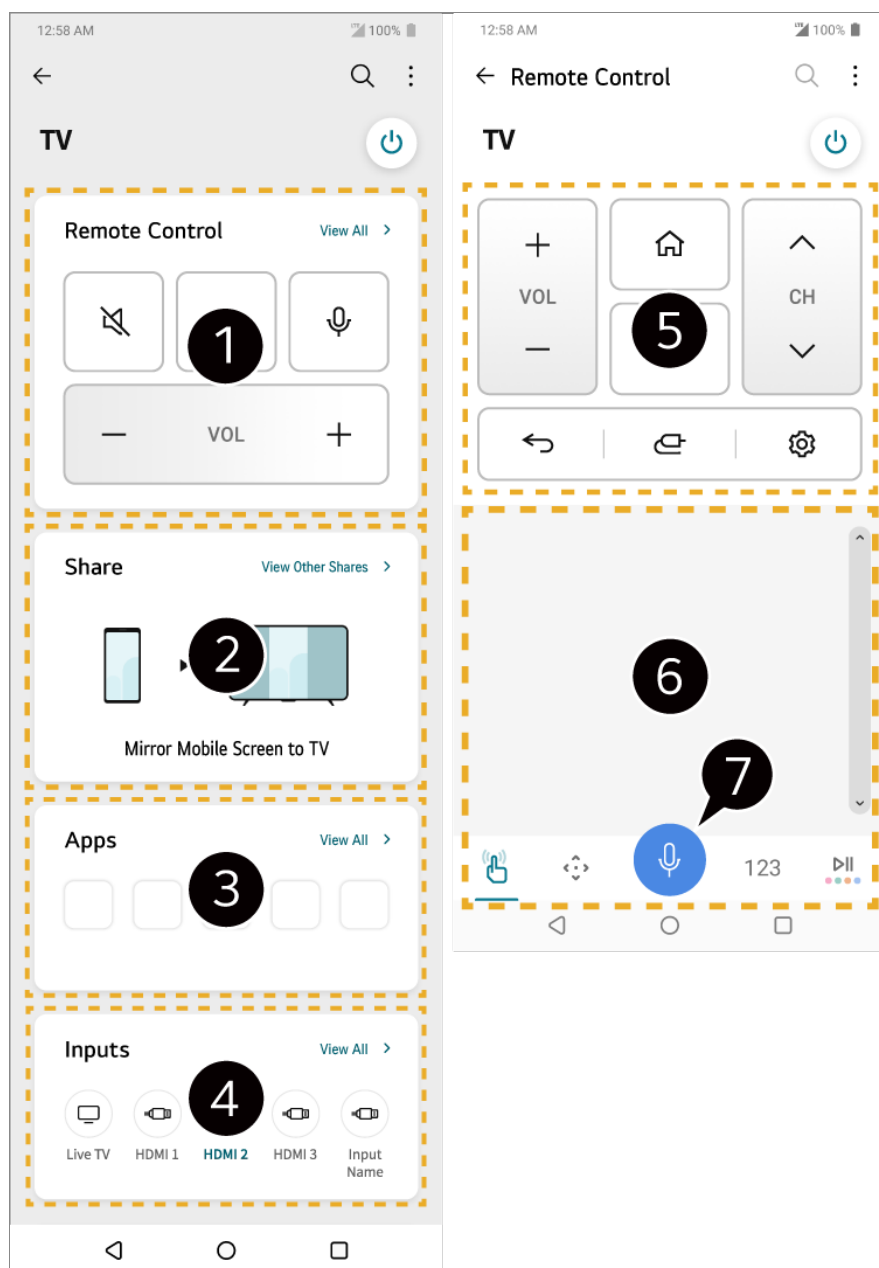 12:58 AM LTE 100%
TV
Remote Control View All >
1
− VOL +
Share View Other Shares >
2
Mirror Mobile Screen to TV
Apps View All >
3
Inputs View All >
4
Live TV HDMI 1 HDMI 2 HDMI 3 Input
Name
12:58 AM LTE 100%
Remote Control
TV
+
VOL CH
−
5
6
7
123